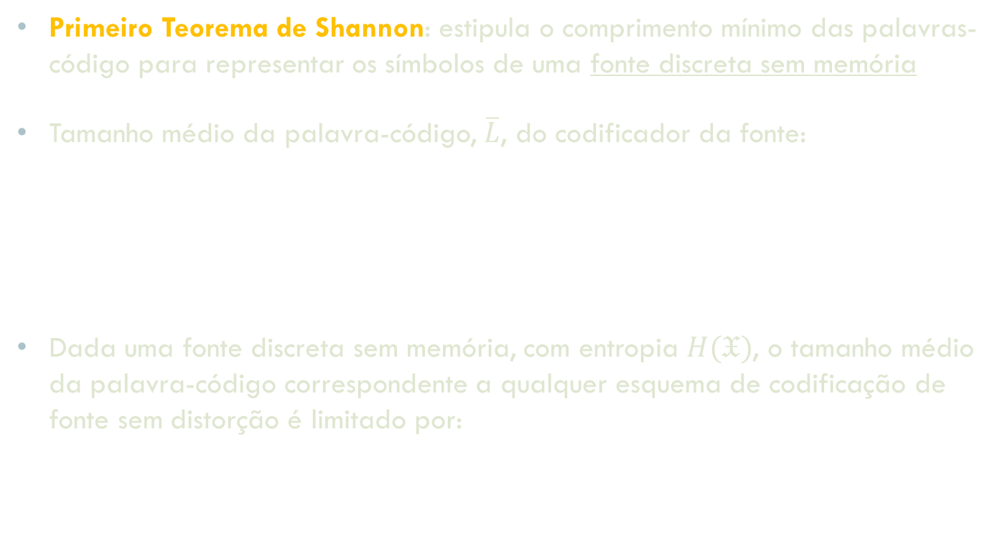 • Primeiro Teorema de Shannon: estipula o comprimento mínimo das palavras-
código para representar os símbolos de uma fonte discreta sem memória
• Tamanho médio da palavra-código, L̅, do codificador da fonte:
• Dada uma fonte discreta sem memória, com entropia H(𝔛), o tamanho médio
da palavra-código correspondente a qualquer esquema de codificação de
fonte sem distorção é limitado por: